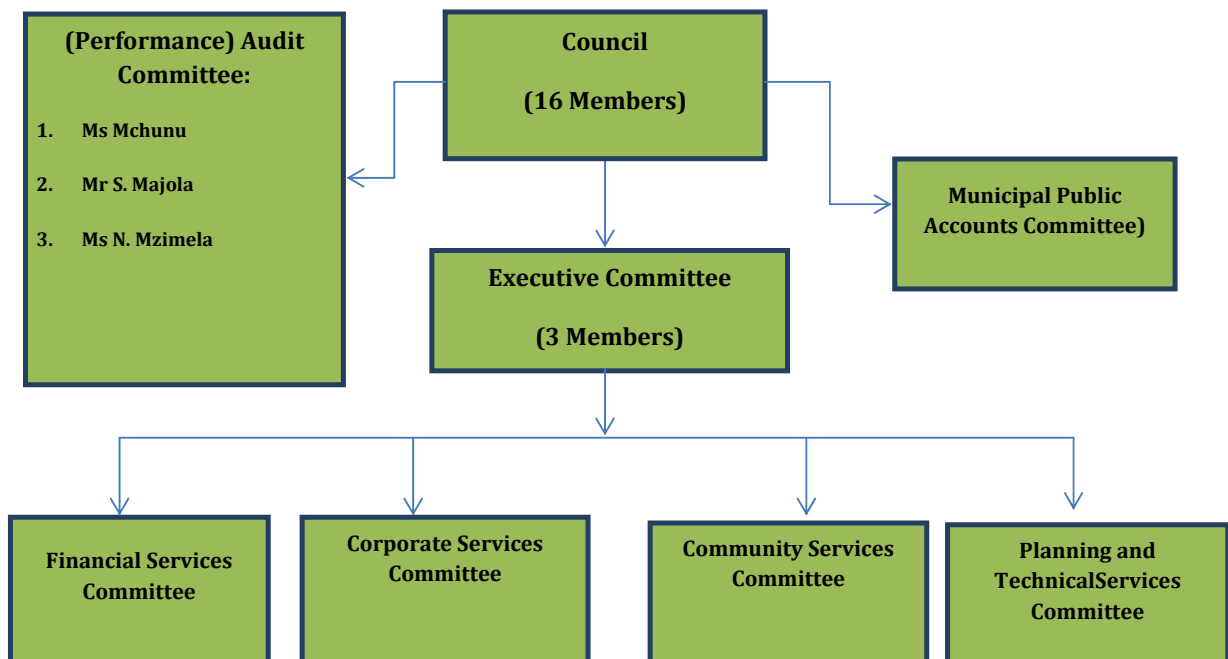 (Performance) Audit
Committee:
1. Ms Mchunu
2. Mr S. Majola
3. Ms N. Mzimela
Council
(16 Members)
Municipal Public
Accounts Committee)
Executive Committee
(3 Members)
Financial Services
Committee
Corporate Services
Committee
Community Services
Committee
Planning and
TechnicalServices
Committee